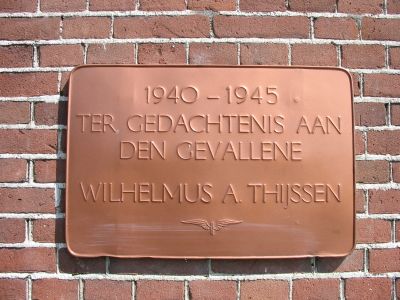 1940 – 1945
TER GEDACHTENIS AAN
DEN GEVALLENE
WILHELMUS A. THIJSSEN